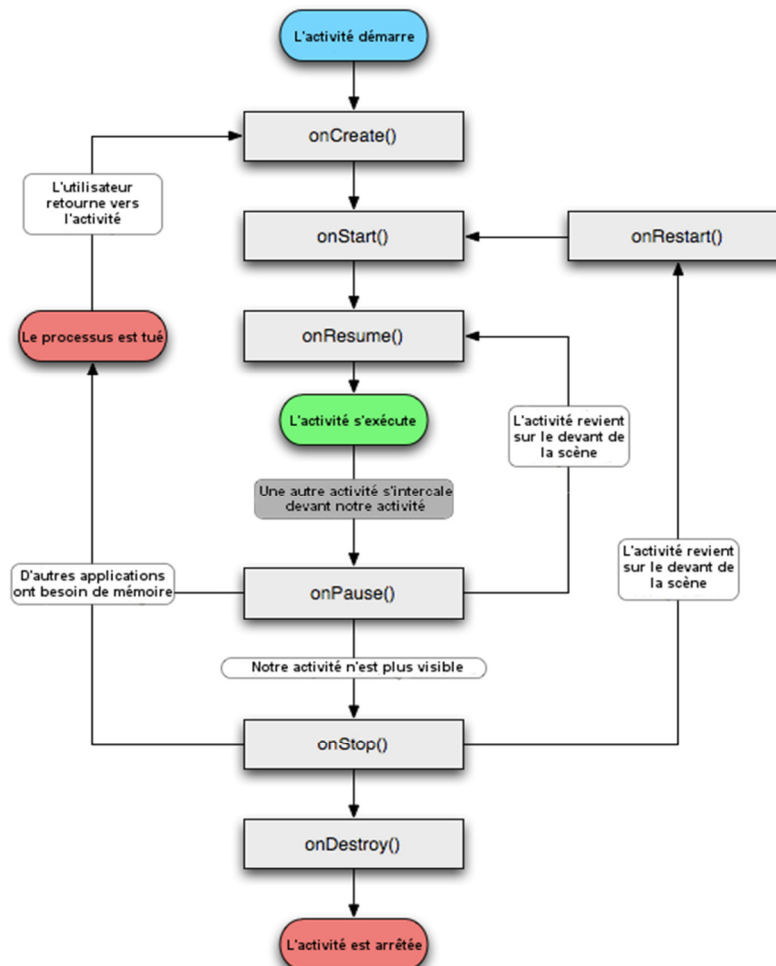 L'activité démarre
onCreate()
L'utilisateur
retourne vers
l'activité
onStart()
onRestart()
Le processus est tué
onResume()
L'activité s'exécute
L'activité revient
sur le devant de
la scène
Une autre activité s'intercale
devant notre activité
L'activité revient
sur le devant de
la scène
D'autres applications
ont besoin de mémoire
onPause()
Notre activité n'est plus visible
onStop()
onDestroy()
L'activité est arrêtée